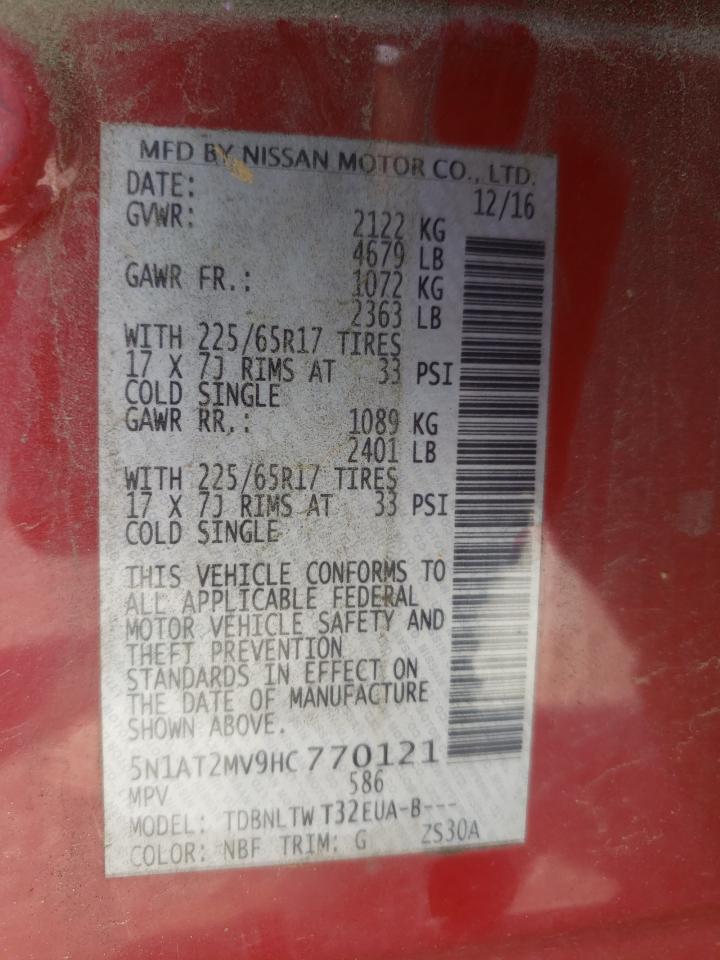 MFD BY NISSAN MOTOR CO., LTD.
DATE: 12/16
GVWR: 2122 KG
4679 LB
GAWR FR.: 1072 KG
2363 LB
WITH 225/65R17 TIRES
17 X 7J RIMS AT 33 PSI
COLD SINGLE
GAWR RR.: 1089 KG
2401 LB
WITH 225/65R17 TIRES
17 X 7J RIMS AT 33 PSI
COLD SINGLE
THIS VEHICLE CONFORMS TO
ALL APPLICABLE FEDERAL
MOTOR VEHICLE SAFETY AND
THEFT PREVENTION
STANDARDS IN EFFECT ON
THE DATE OF MANUFACTURE
SHOWN ABOVE.
5N1AT2MV9HC770121
MPV 586
MODEL: TDBNLTW T32EUA-B---
COLOR: NBF TRIM: G ZS30A